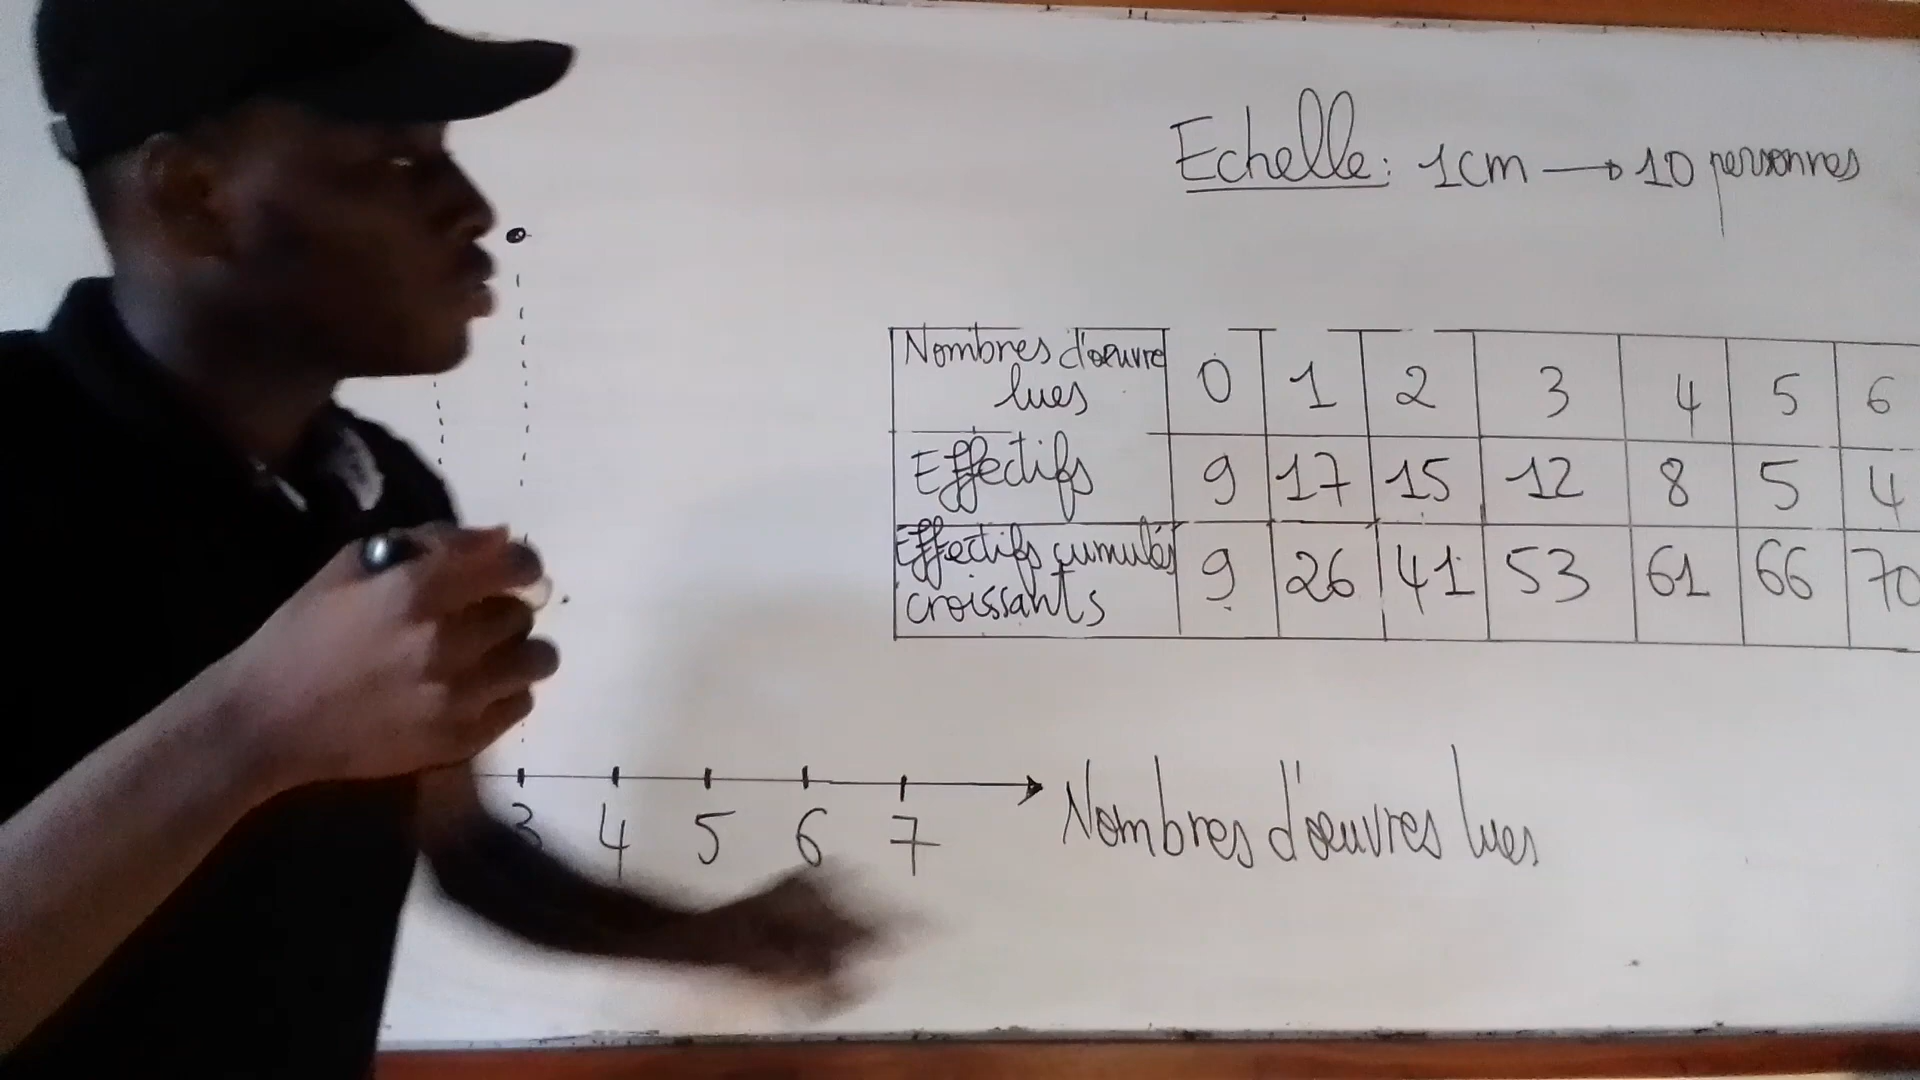 Echelle: 1cm → 10 personnes
Nombres d'œuvre
lues
0 1 2 3 4 5 6
Effectifs 9 17 15 12 8 5 4
Effectifs cumulés
croissants
9 26 41 53 61 66 70
3 4 5 6 7
Nombres d'œuvres lues